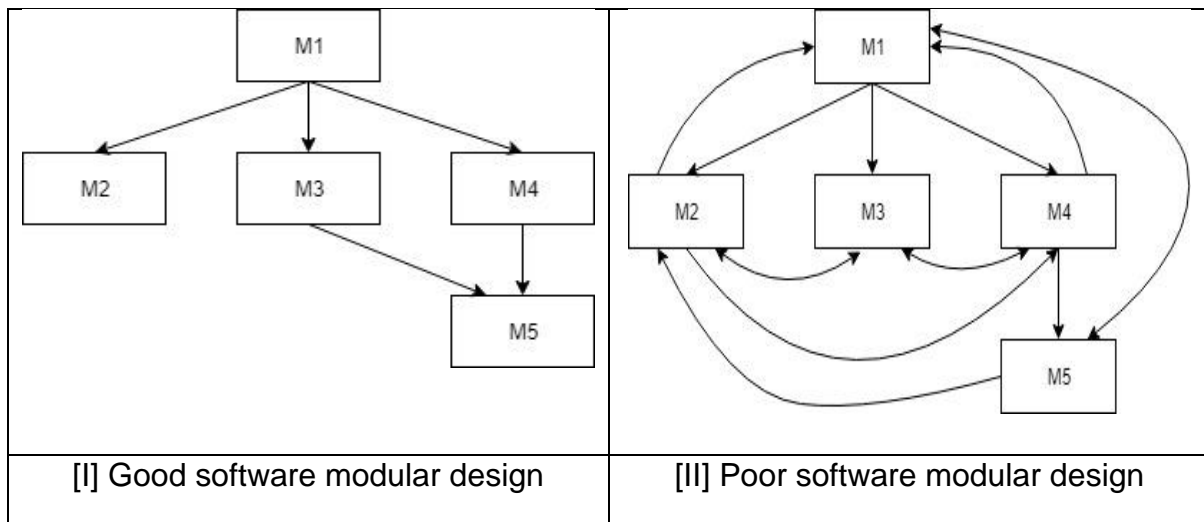 M1
M2
M3
M4
M5
[I] Good software modular design
M1
M2
M3
M4
M5
[II] Poor software modular design